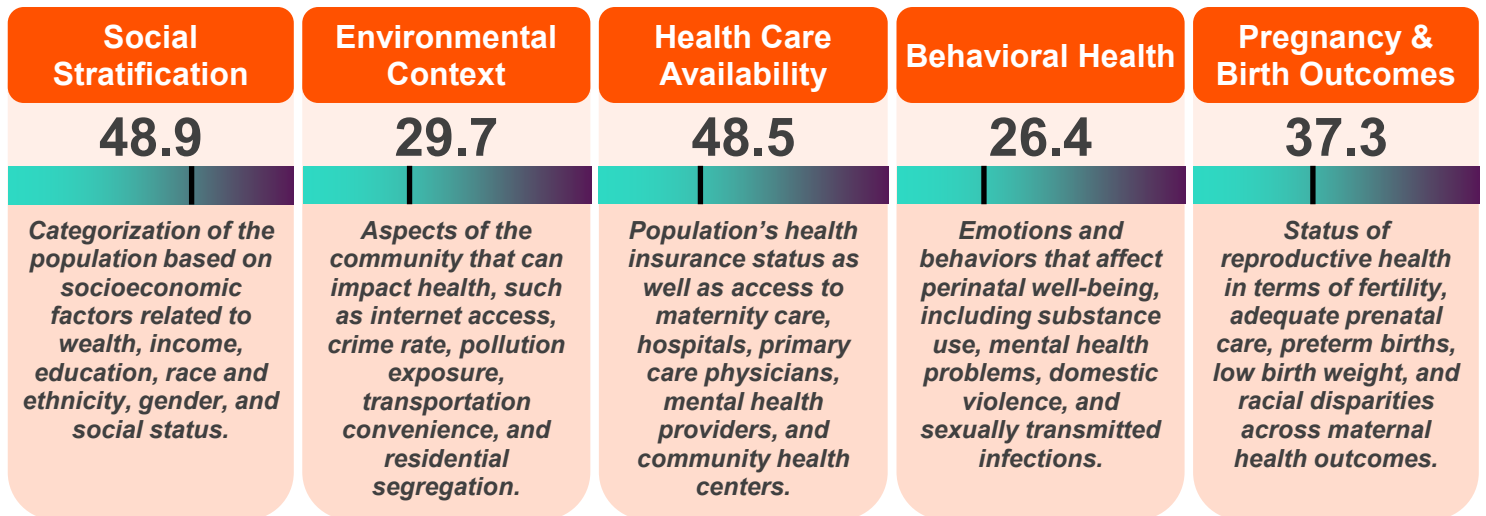 Social
Stratification
48.9
Categorization of the
population based on
socioeconomic
factors related to
wealth, income,
education, race and
ethnicity, gender, and
social status.
Environmental
Context
29.7
Aspects of the
community that can
impact health, such
as internet access,
crime rate, pollution
exposure,
transportation
convenience, and
residential
segregation.
Health Care
Availability
48.5
Population’s health
insurance status as
well as access to
maternity care,
hospitals, primary
care physicians,
mental health
providers, and
community health
centers.
Behavioral Health
26.4
Emotions and
behaviors that affect
perinatal well-being,
including substance
use, mental health
problems, domestic
violence, and
sexually transmitted
infections.
Pregnancy &
Birth Outcomes
37.3
Status of
reproductive health
in terms of fertility,
adequate prenatal
care, preterm births,
low birth weight, and
racial disparities
across maternal
health outcomes.